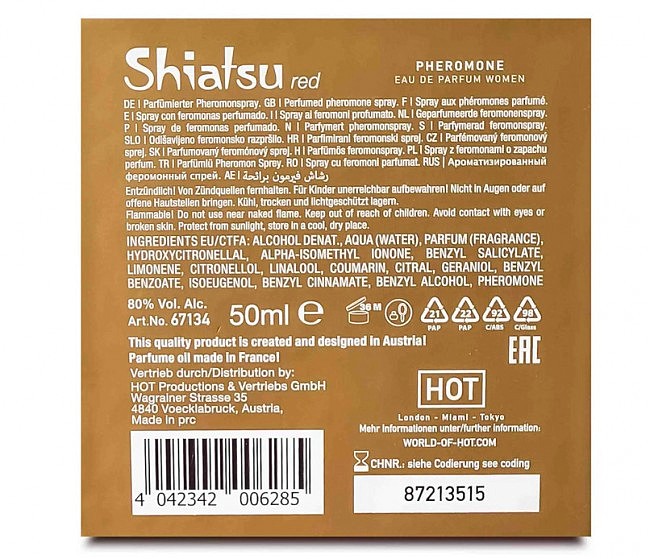 Shiatsu red
PHEROMONE
EAU DE PARFUM WOMEN
DE | Parfümierter Pheromonspray. GB | Perfumed pheromone spray. F | Spray aux phéromones parfumé.
E | Spray con feromonas perfumado. I | Spray al feromoni profumato. NL | Geparfumeerde feromonenspray.
P | Spray de feromonas perfumado. N | Parfymert pheromonspray. S | Parfymerad feromonspray.
SLO | Odišavljeno feromonsko razpršilo. HR | Parfimirani feromonski sprej. CZ | Parfémovaný feromonový
sprej. SK | Parfumovaný feromónový sprej. H | Parfümös feromonspray. PL | Spray z feromonami o zapachu
perfum. TR | Parfümlü Pheromon Sprey. RO | Spray cu feromoni parfumat. RUS | Ароматизированный
феромонный спрей. AE | رشاش فيرمون برائحة
Entzündlich! Von Zündquellen fernhalten. Für Kinder unerreichbar aufbewahren! Nicht in Augen oder auf
offene Hautstellen bringen. Kühl, trocken und lichtgeschützt lagern.
Flammable! Do not use near naked flame. Keep out of reach of children. Avoid contact with eyes or
broken skin. Protect from sunlight, store in a cool, dry place.
INGREDIENTS EU/CTFA: ALCOHOL DENAT., AQUA (WATER), PARFUM (FRAGRANCE),
HYDROXYCITRONELLAL, ALPHA-ISOMETHYL IONONE, BENZYL SALICYLATE,
LIMONENE, CITRONELLOL, LINALOOL, COUMARIN, CITRAL, GERANIOL, BENZYL
BENZOATE, ISOEUGENOL, BENZYL CINNAMATE, BENZYL ALCOHOL, PHEROMONE
80% Vol. Alc.
Art.No. 67134
50ml ℮
36 M
21
PAP
22
PAP
92
C/ABS
98
C/Glass
This quality product is created and designed in Austria!
Parfume oil made in France!
EAC
Vertrieb durch/Distribution by:
HOT Productions & Vertriebs GmbH
Wagrainer Strasse 35
4840 Voecklabruck, Austria,
Made in prc
HOT
London - Miami - Tokyo
Mehr Informationen unter/further information:
WORLD-OF-HOT.COM
CHNR.: siehe Codierung see coding
4 042342 006285
87213515